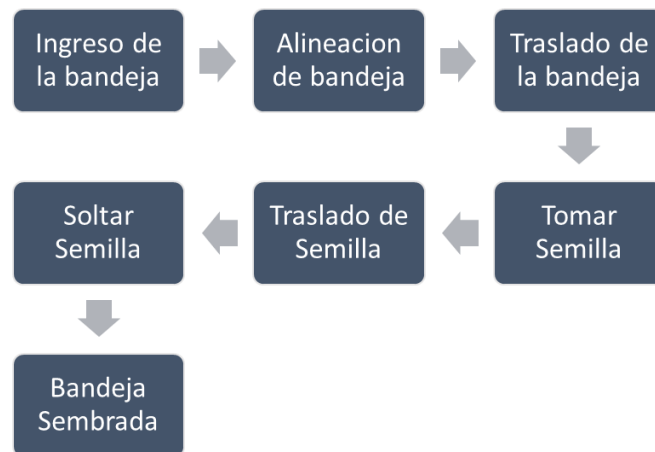 Ingreso de
la bandeja
Alineacion
de bandeja
Traslado de
la bandeja
Tomar
Semilla
Traslado de
Semilla
Soltar
Semilla
Bandeja
Sembrada